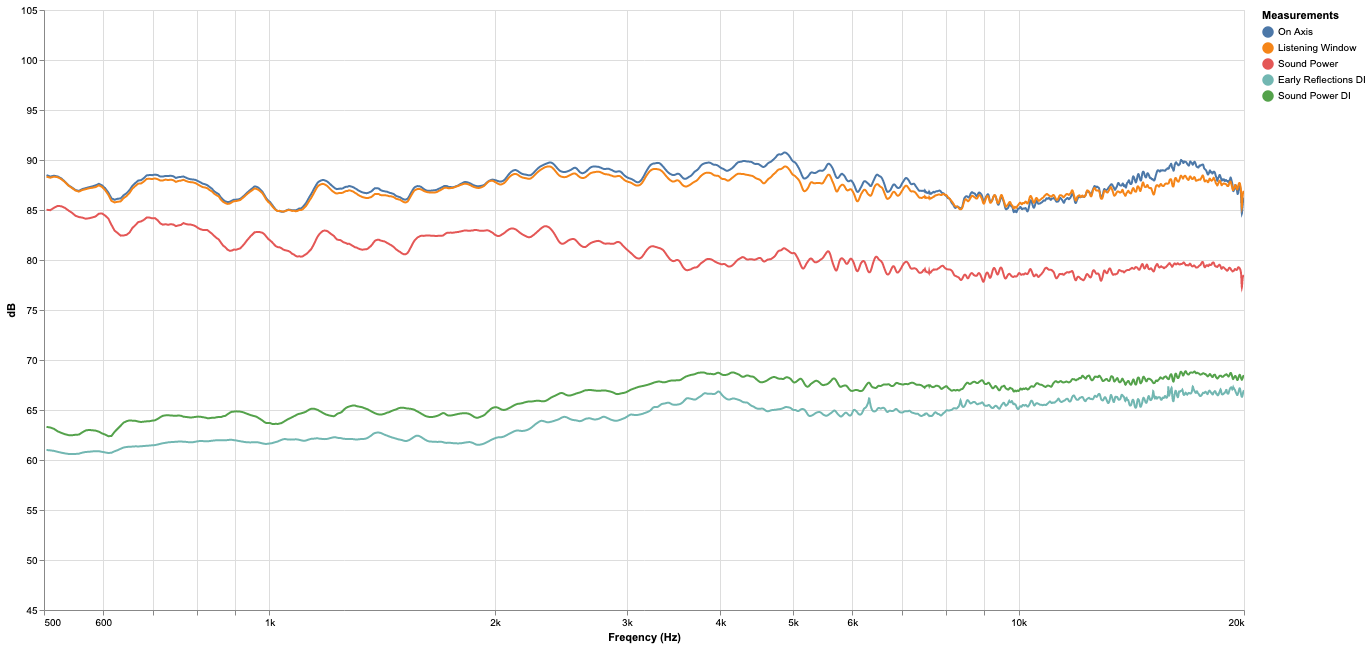 105
100
95
90
85
80
75
70
65
60
55
50
45
dB
500 600 1k 2k 3k 4k 5k 6k 10k 20k
Freqency (Hz)
Measurements
On Axis
Listening Window
Sound Power
Early Reflections DI
Sound Power DI